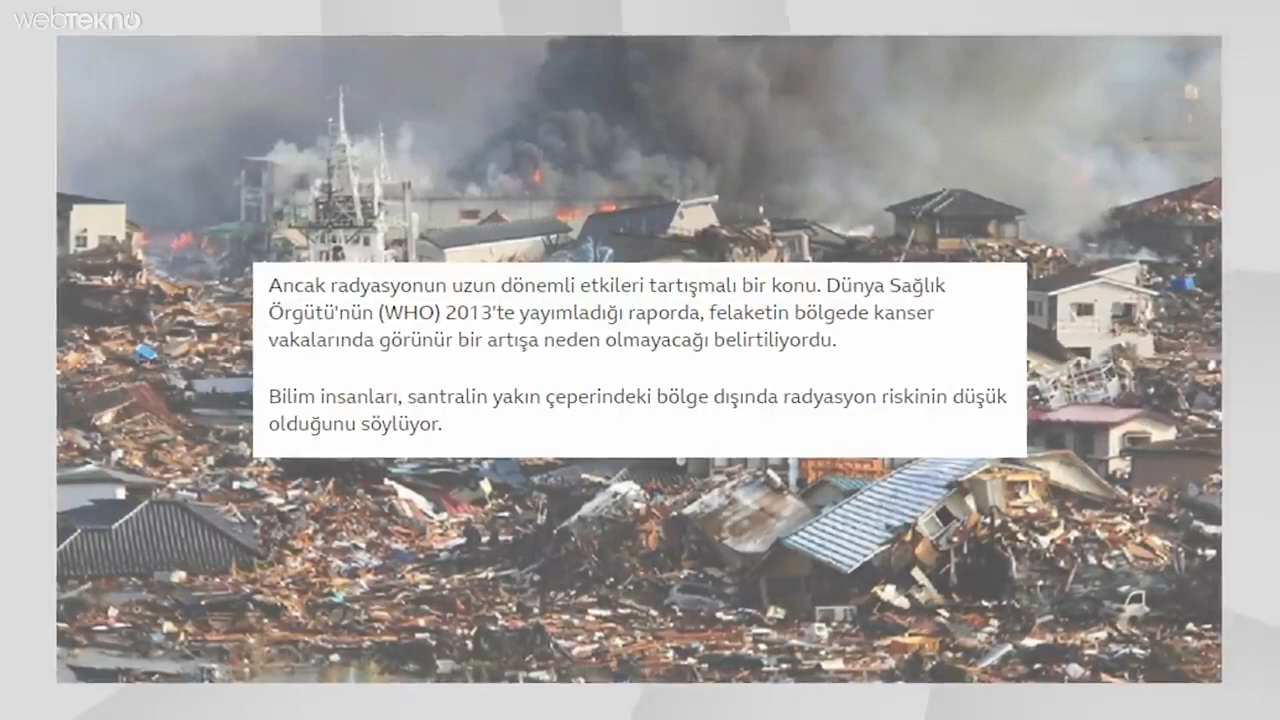 webtekno
Ancak radyasyonun uzun dönemli etkileri tartışmalı bir konu. Dünya Sağlık
Örgütü'nün (WHO) 2013'te yayımladığı raporda, felaketin bölgede kanser
vakalarında görünür bir artışa neden olmayacağı belirtiliyordu.
Bilim insanları, santralin yakın çeperindeki bölge dışında radyasyon riskinin düşük
olduğunu söylüyor.